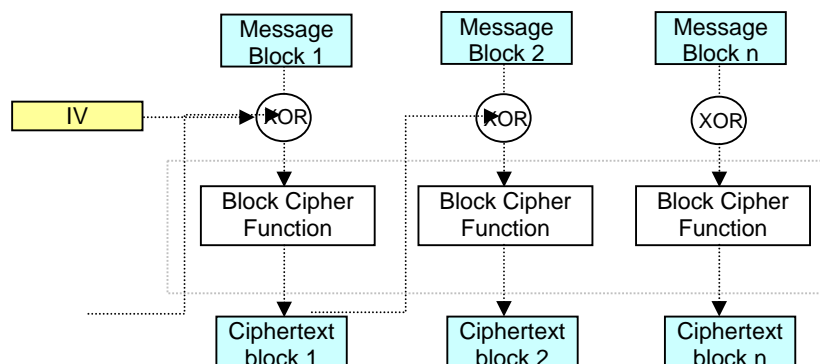 Message
Block 1
Message
Block 2
Message
Block n
IV
XOR
XOR
XOR
Block Cipher
Function
Block Cipher
Function
Block Cipher
Function
Ciphertext
block 1
Ciphertext
block 2
Ciphertext
block n